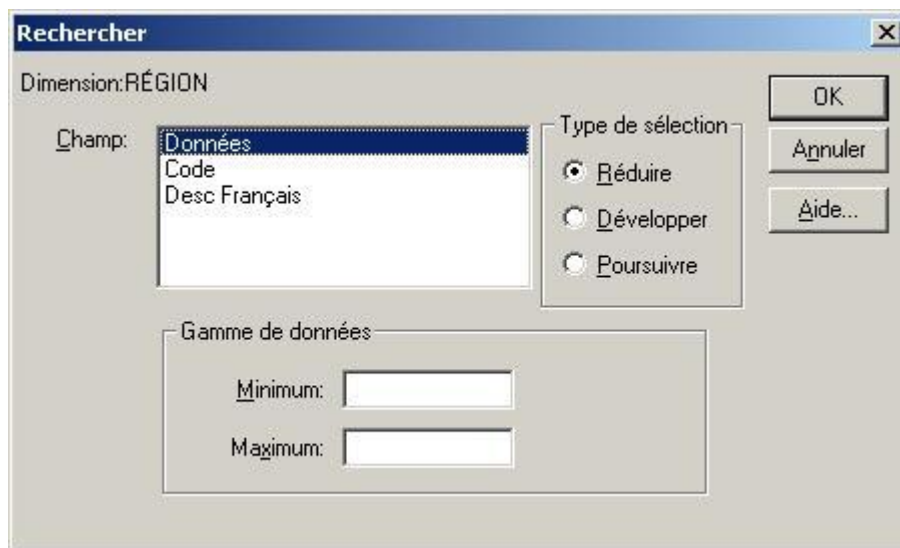 Rechercher
Dimension:RÉGION
Champ:
Données
Code
Desc Français
Type de sélection
Réduire
Développer
Poursuivre
OK
Annuler
Aide...
Gamme de données
Minimum:
Maximum: